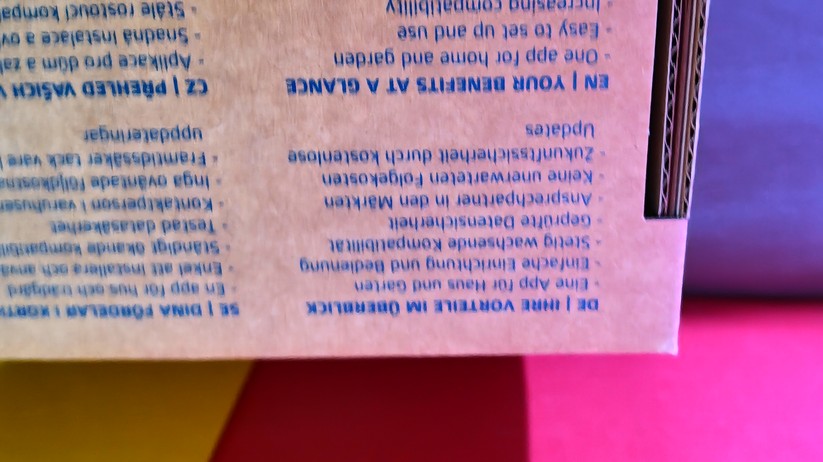 DE | IHRE VORTEILE IM ÜBERBLICK
- Eine App für Haus und Garten
- Einfache Einrichtung und Bedienung
- Stetig wachsende Kompatibilität
- Geprüfte Datensicherheit
- Ansprechpartner in den Märkten
- Keine unerwarteten Folgekosten
- Zukunftssicherheit durch kostenlose
Updates
EN | YOUR BENEFITS AT A GLANCE
- One app for home and garden
- Easy to set up and use
- Increasing compatibility
SE | DINA FÖRDELAR I
- En app för hus och trädgård
- Enkel att installera och
- Ständigt ökande
- Testad datasäkerhet
- Kontaktperson i varuhusen
- Inga oväntade
- Framtidssäker tack vare
uppdateringar
CZ | PŘEHLED VAŠICH
- Aplikace pro dům a
- Snadná instalace a
- Stále rostoucí